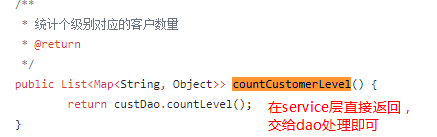 /**
* 统计个级别对应的客户数量
* @return
*/
public List<Map<String, Object>> countCustomerLevel() {
return custDao.countLevel();
在service层直接返回，
交给dao处理即可
}